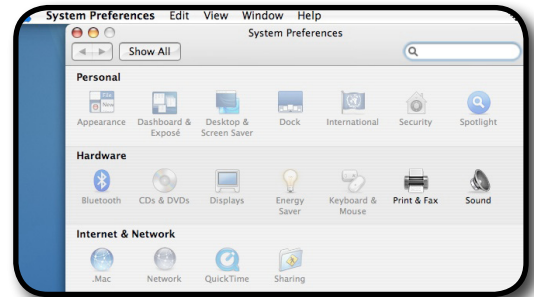 System Preferences Edit View Window Help
System Preferences
Show All
Personal
Appearance Dashboard & Exposé Desktop & Screen Saver Dock International Security Spotlight
Hardware
Bluetooth CDs & DVDs Displays Energy Saver Keyboard & Mouse Print & Fax Sound
Internet & Network
.Mac Network QuickTime Sharing